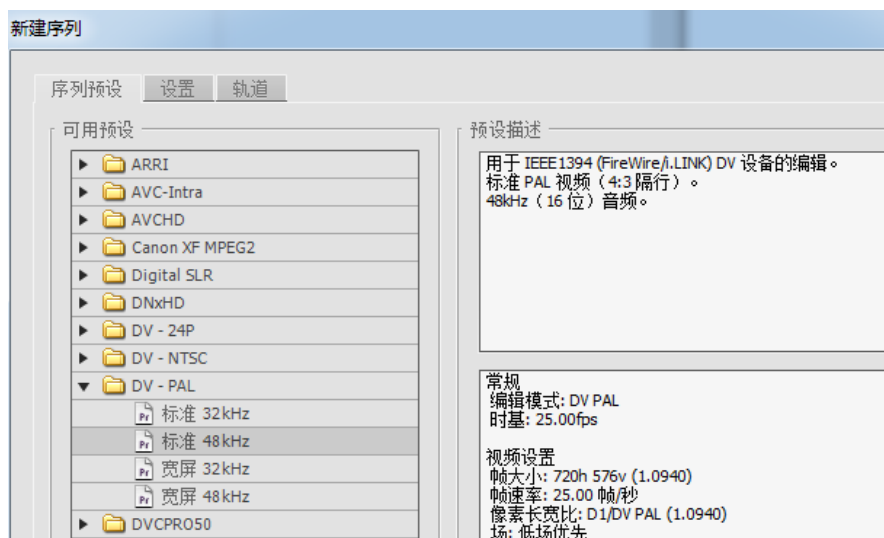 新建序列
序列预设
设置
轨道
可用预设
ARRI
AVC-Intra
AVCHD
Canon XF MPEG2
Digital SLR
DNxHD
DV - 24P
DV - NTSC
DV - PAL
标准 32kHz
标准 48kHz
宽屏 32kHz
宽屏 48kHz
DVCPRO50
预设描述
用于 IEEE1394 (FireWire/i.LINK) DV 设备的编辑。
标准 PAL 视频（4:3 隔行）。
48kHz（16 位）音频。
常规
编辑模式: DV PAL
时基: 25.00fps
视频设置
帧大小: 720h 576v (1.0940)
帧速率: 25.00 帧/秒
像素长宽比: D1/DV PAL (1.0940)
场: 低场优先